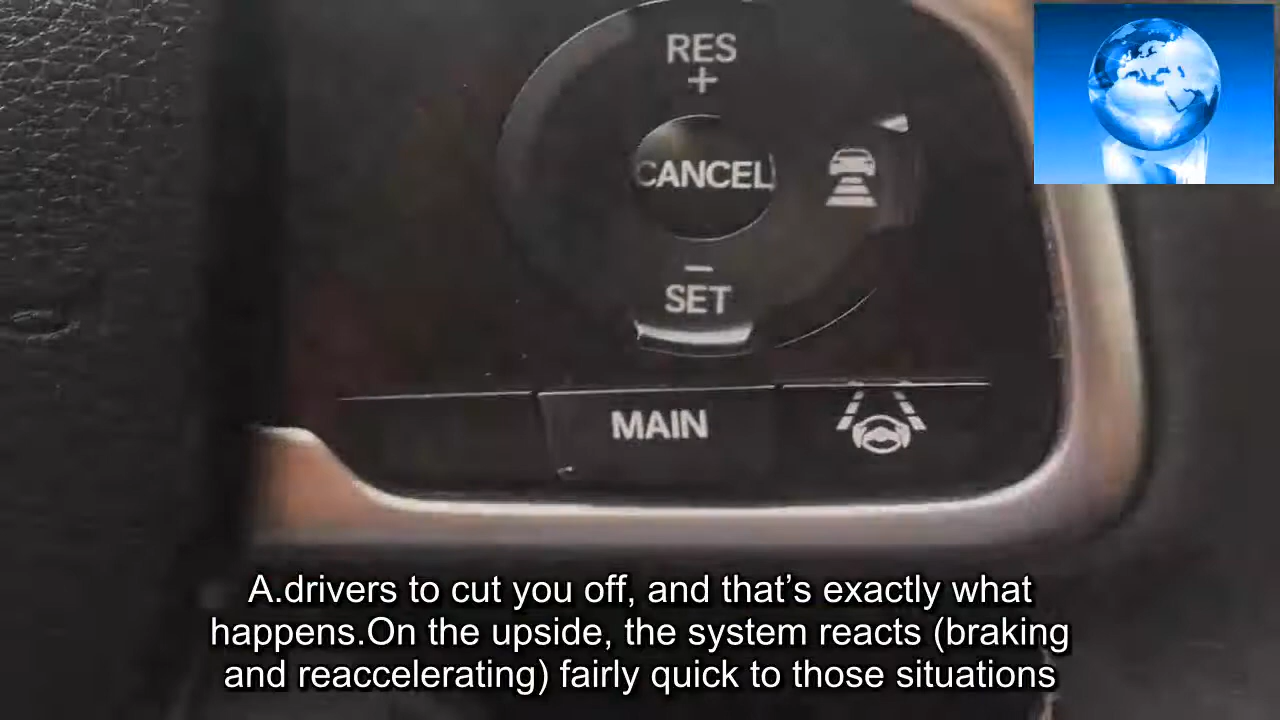 RES
+
CANCEL
−
SET
MAIN
A.drivers to cut you off, and that’s exactly what
happens.On the upside, the system reacts (braking
and reaccelerating) fairly quick to those situations